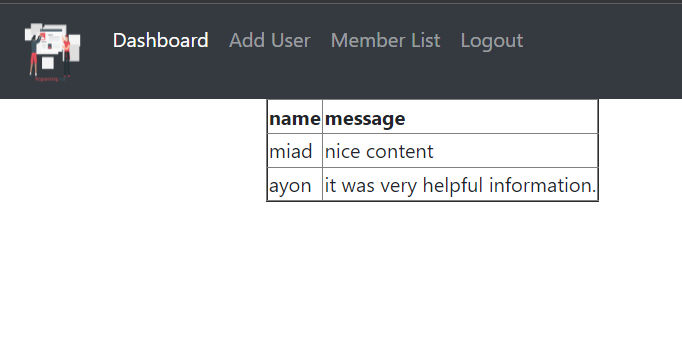 Dashboard Add User Member List Logout
name message
miad nice content
ayon it was very helpful information.